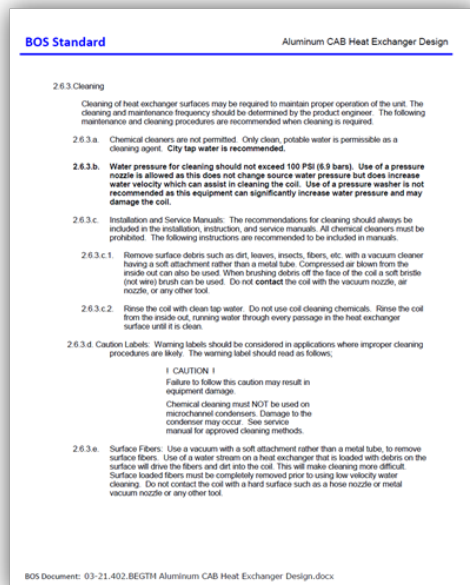 BOS Standard
Aluminum CAB Heat Exchanger Design
2.6.3 Cleaning
Cleaning of heat exchanger surfaces may be required to maintain proper operation of the unit. The
cleaning and maintenance frequency should be determined by the product engineer. The following
maintenance and cleaning procedures are recommended when cleaning is required.
2.6.3.a. Chemical cleaners are not permitted. Only clean, potable water is permissible as a
cleaning agent. City tap water is recommended.
2.6.3.b. Water pressure for cleaning should not exceed 100 PSI (6.9 bars). Use of a pressure
nozzle is allowed as this does not change source water pressure but does increase
water velocity which can assist in cleaning the coil. Use of a pressure washer is not
recommended as this equipment can significantly increase water pressure and may
damage the coil.
2.6.3.c. Installation and Service Manuals: The recommendations for cleaning should always be
included in the installation, instruction, and service manuals. All chemical cleaners must be
prohibited. The following instructions are recommended to be included in manuals.
2.6.3.c.1. Remove surface debris such as dirt, leaves, insects, fibers, etc. with a vacuum cleaner
having a soft attachment rather than a metal tube. Compressed air blown from the
inside out can also be used. When brushing debris off the face of the coil a soft bristle
(not wire) brush can be used. Do not contact the coil with the vacuum nozzle, air
nozzle, or any other tool.
2.6.3.c.2. Rinse the coil with clean tap water. Do not use coil cleaning chemicals. Rinse the coil
from the inside out, running water through every passage in the heat exchanger
surface until it is clean.
2.6.3.d. Caution Labels: Warning labels should be considered in applications where improper cleaning
procedures are likely. The warning label should read as follows;
! CAUTION !
Failure to follow this caution may result in
equipment damage.
Chemical cleaning must NOT be used on
microchannel condensers. Damage to the
condenser may occur. See service
manual for approved cleaning methods.
2.6.3.e. Surface Fibers: Use a vacuum with a soft attachment rather than a metal tube, to remove
surface fibers. Use of a water stream on a heat exchanger that is loaded with debris on the
surface will drive the fibers and dirt into the coil. This will make cleaning more difficult.
Surface loaded fibers must be completely removed prior to using low velocity water
cleaning. Do not contact the coil with a hard surface such as a hose nozzle or metal
vacuum nozzle or any other tool.
BOS Document: 03-21.402.BEGTM Aluminum CAB Heat Exchanger Design.docx